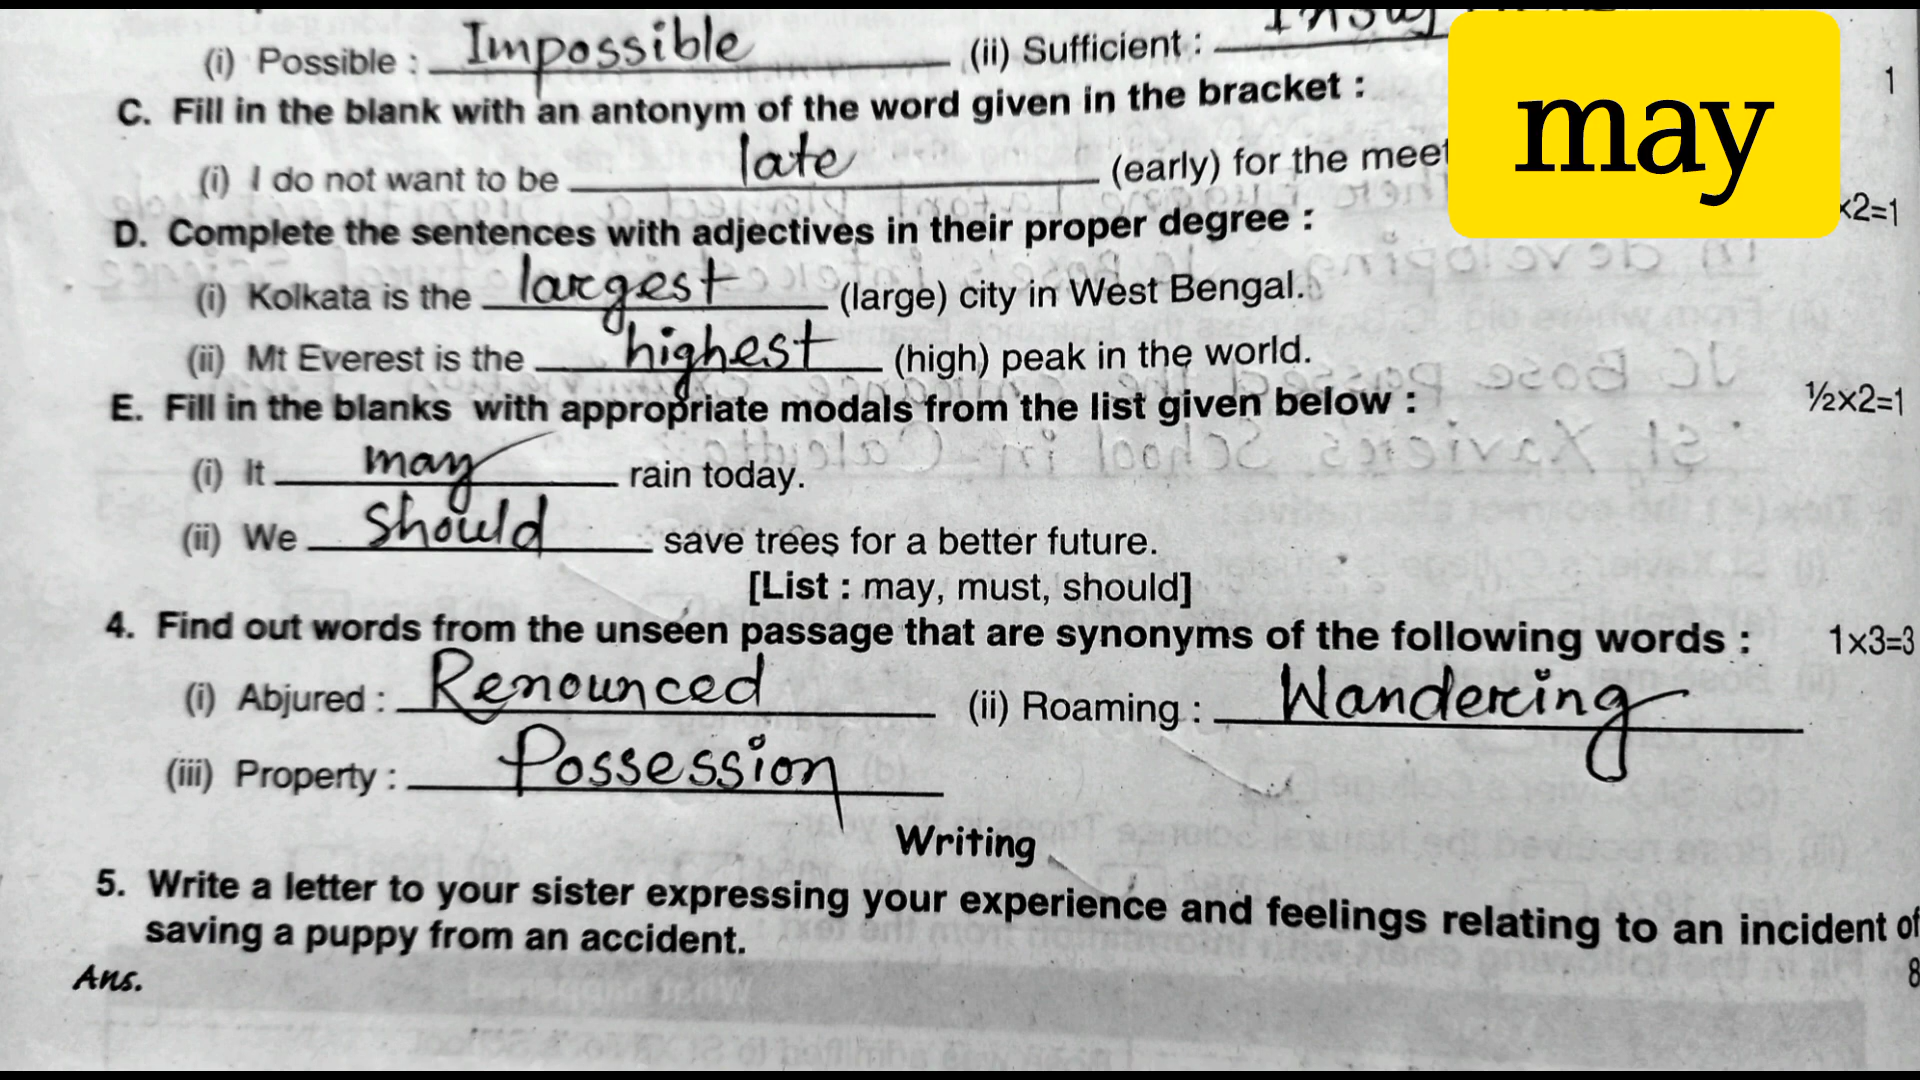 (i) Possible : Impossible (ii) Sufficient :
C. Fill in the blank with an antonym of the word given in the bracket : 1
(i) I do not want to be late (early) for the
may
D. Complete the sentences with adjectives in their proper degree : x2=1
(i) Kolkata is the largest (large) city in West Bengal.
(ii) Mt Everest is the highest (high) peak in the world.
E. Fill in the blanks with appropriate modals from the list given below : ½x2=1
(i) It may rain today.
(ii) We should save trees for a better future.
[List : may, must, should]
4. Find out words from the unseen passage that are synonyms of the following words : 1x3=3
(i) Abjured : Renounced (ii) Roaming : Wandering
(iii) Property : Possession
Writing
5. Write a letter to your sister expressing your experience and feelings relating to an incident of
saving a puppy from an accident. 8
Ans.